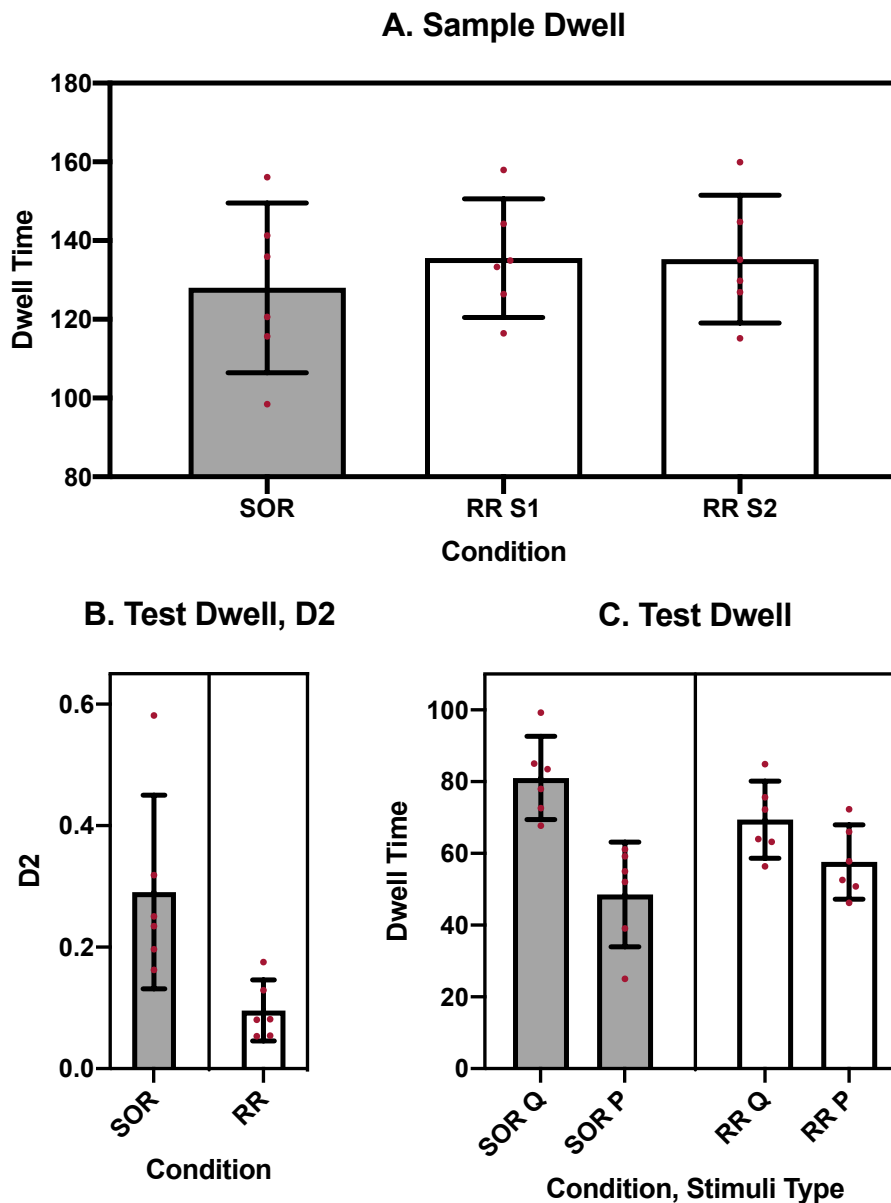 A. Sample Dwell
180
160
140
120
100
80
Dwell Time
SOR RR S1 RR S2
Condition
B. Test Dwell, D2
0.6
0.4
0.2
0.0
D2
SOR RR
Condition
C. Test Dwell
100
80
60
40
20
0
Dwell Time
SOR Q SOR P RR Q RR P
Condition, Stimuli Type